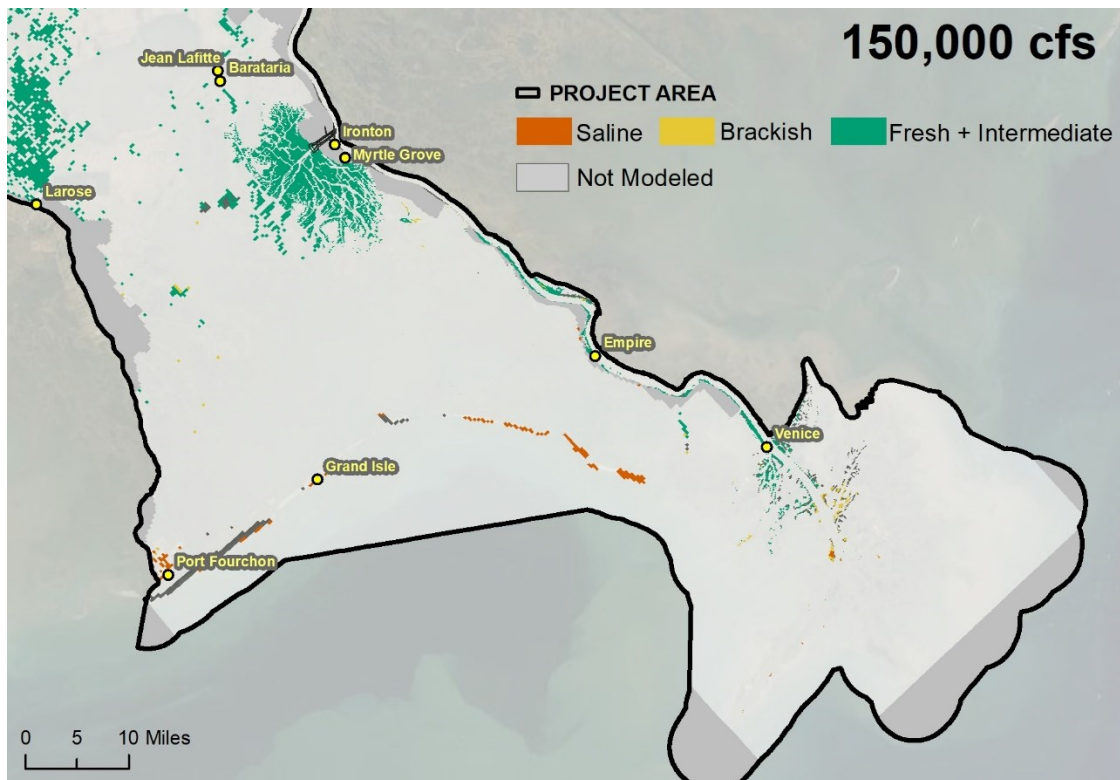 150,000 cfs
PROJECT AREA
Saline Brackish Fresh + Intermediate
Not Modeled
Jean Lafitte
Barataria
Ironton
Myrtle Grove
Larose
Empire
Venice
Grand Isle
Port Fourchon
0 5 10 Miles